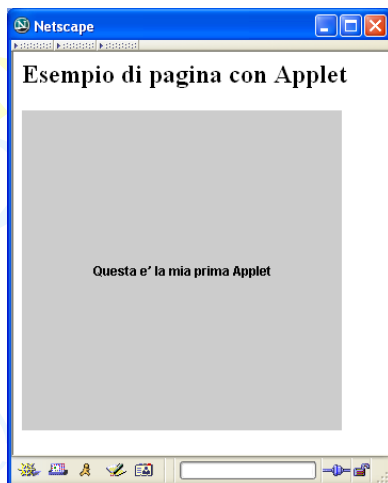 Netscape
Esempio di pagina con Applet
Questa e' la mia prima Applet